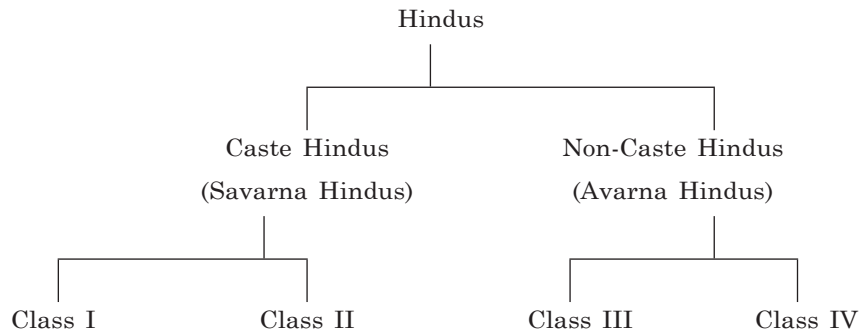 Hindus
Caste Hindus Non-Caste Hindus
(Savarna Hindus) (Avarna Hindus)
Class I Class II Class III Class IV